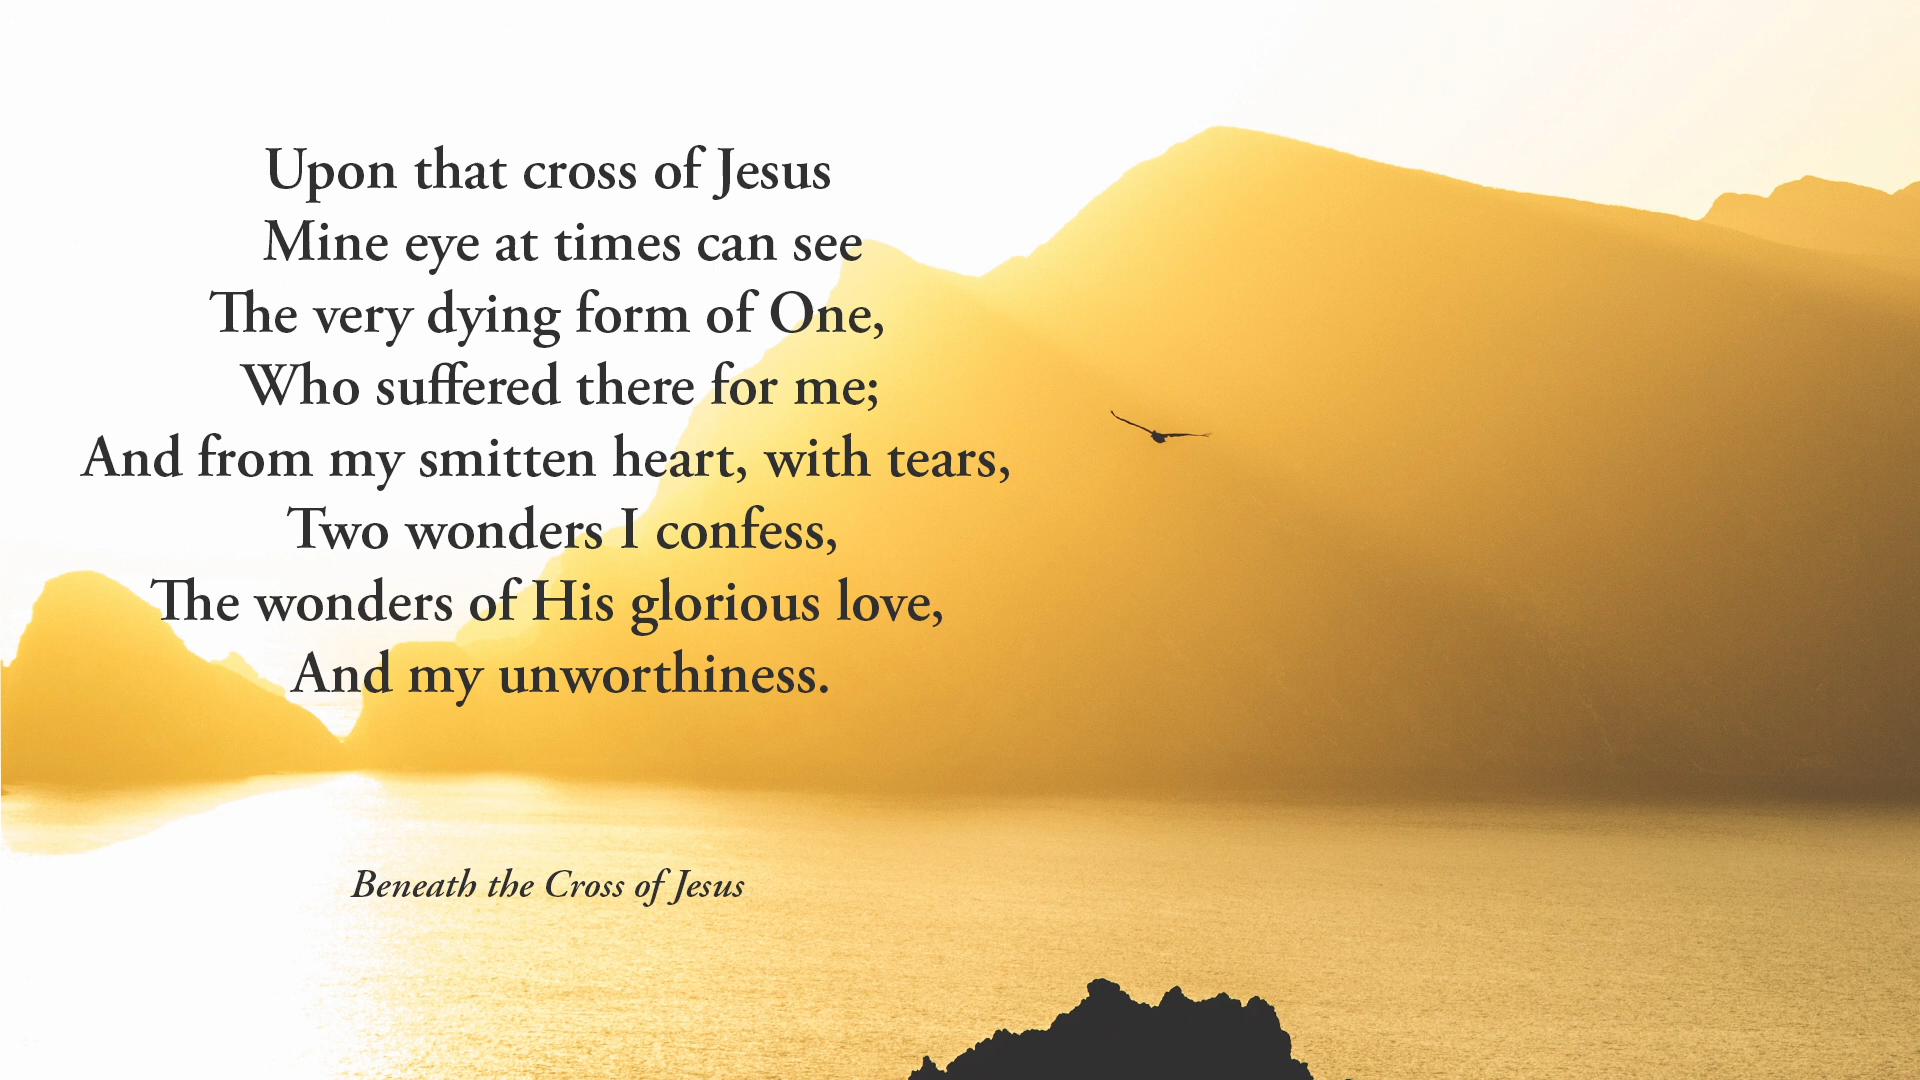 Upon that cross of Jesus
Mine eye at times can see
The very dying form of One,
Who suffered there for me;
And from my smitten heart, with tears,
Two wonders I confess,
The wonders of His glorious love,
And my unworthiness.
Beneath the Cross of Jesus